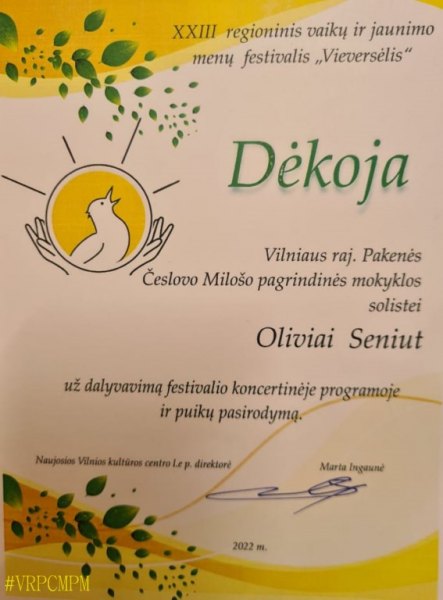 XXIII regioninis vaikų ir jaunimo
menų festivalis „Vieversėlis“
Dėkoja
Vilniaus raj. Pakenės
Česlovo Milošo pagrindinės mokyklos
solistei
Oliviai Seniut
už dalyvavimą festivalio koncertinėje programoje
ir puikų pasirodymą.
Naujosios Vilnios kultūros centro l.e p. direktorė
Marta Ingaunė
2022 m.
#VRPCMPM